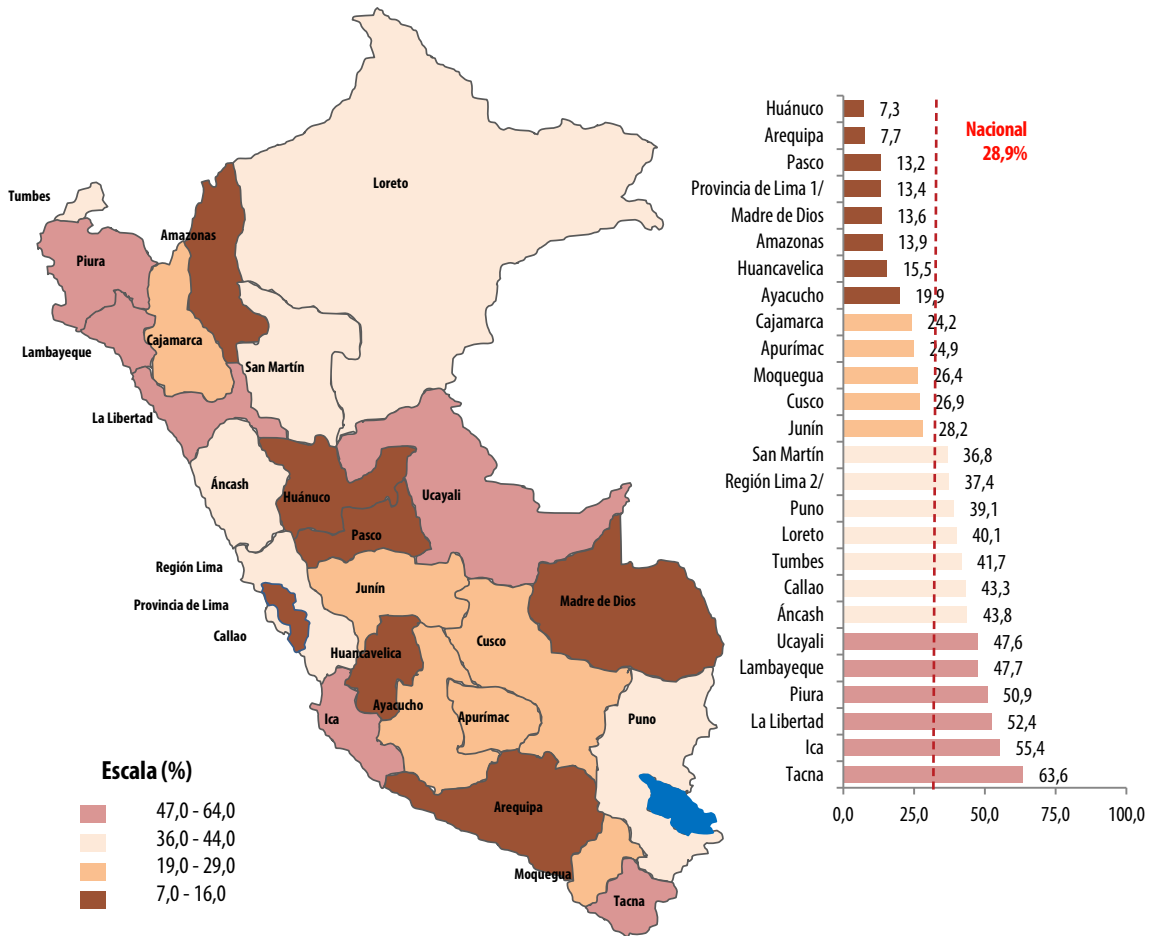 Loreto
Tumbes
Amazonas
Piura
Cajamarca
Lambayeque
San Martín
La Libertad
Áncash
Huánuco
Ucayali
Pasco
Región Lima
Junín
Provincia de Lima
Madre de Dios
Callao
Cusco
Huancavelica
Ayacucho
Apurímac
Ica
Puno
Arequipa
Moquegua
Tacna
Escala (%)
47,0 - 64,0
36,0 - 44,0
19,0 - 29,0
7,0 - 16,0
Nacional
28,9%
Huánuco 7,3
Arequipa 7,7
Pasco 13,2
Provincia de Lima 1/ 13,4
Madre de Dios 13,6
Amazonas 13,9
Huancavelica 15,5
Ayacucho 19,9
Cajamarca 24,2
Apurímac 24,9
Moquegua 26,4
Cusco 26,9
Junín 28,2
San Martín 36,8
Región Lima 2/ 37,4
Puno 39,1
Loreto 40,1
Tumbes 41,7
Callao 43,3
Áncash 43,8
Ucayali 47,6
Lambayeque 47,7
Piura 50,9
La Libertad 52,4
Ica 55,4
Tacna 63,6
0,0 25,0 50,0 75,0 100,0